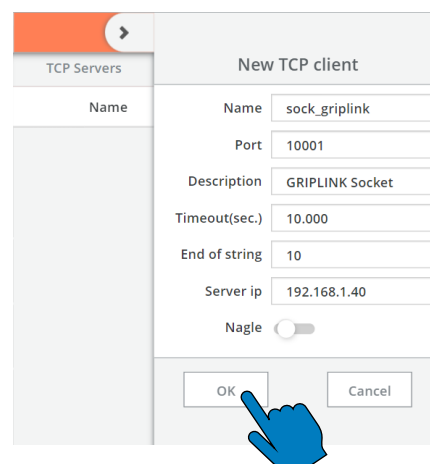 TCP Servers
Name
New TCP client
Name sock_griplink
Port 10001
Description GRIPLINK Socket
Timeout(sec.) 10.000
End of string 10
Server ip 192.168.1.40
Nagle
OK Cancel